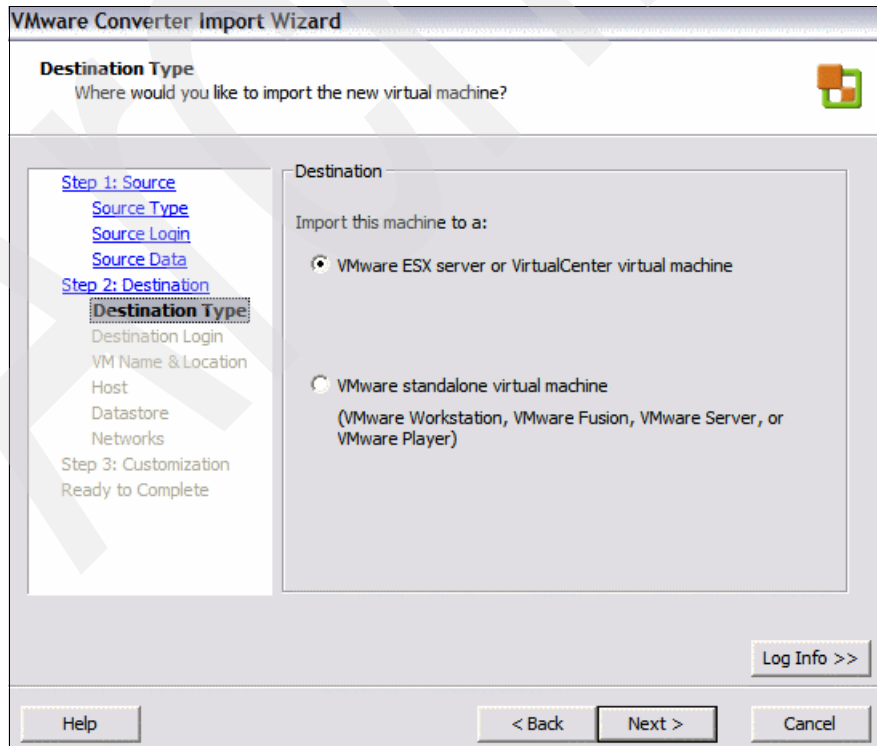 VMware Converter Import Wizard
Destination Type
Where would you like to import the new virtual machine?
Step 1: Source
Source Type
Source Login
Source Data
Step 2: Destination
Destination Type
Destination Login
VM Name & Location
Host
Datastore
Networks
Step 3: Customization
Ready to Complete
Destination
Import this machine to a:
VMware ESX server or VirtualCenter virtual machine
VMware standalone virtual machine
(VMware Workstation, VMware Fusion, VMware Server, or
VMware Player)
Log Info >>
Help
< Back
Next >
Cancel